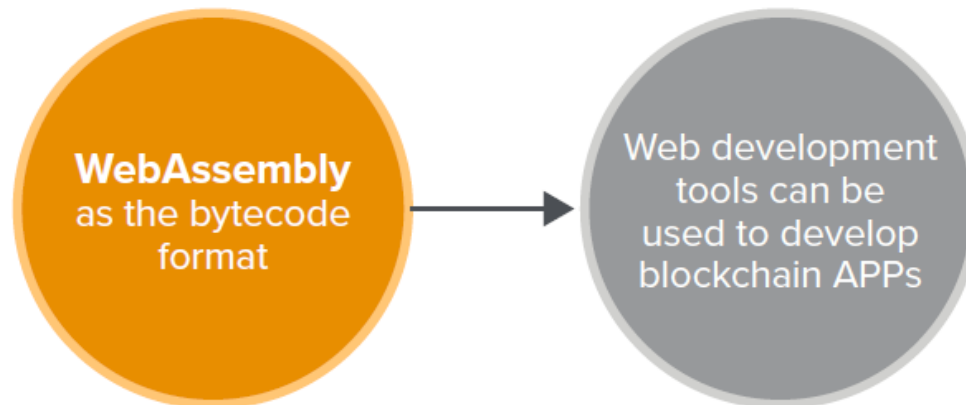 WebAssembly
as the bytecode
format
Web development
tools can be
used to develop
blockchain APPs